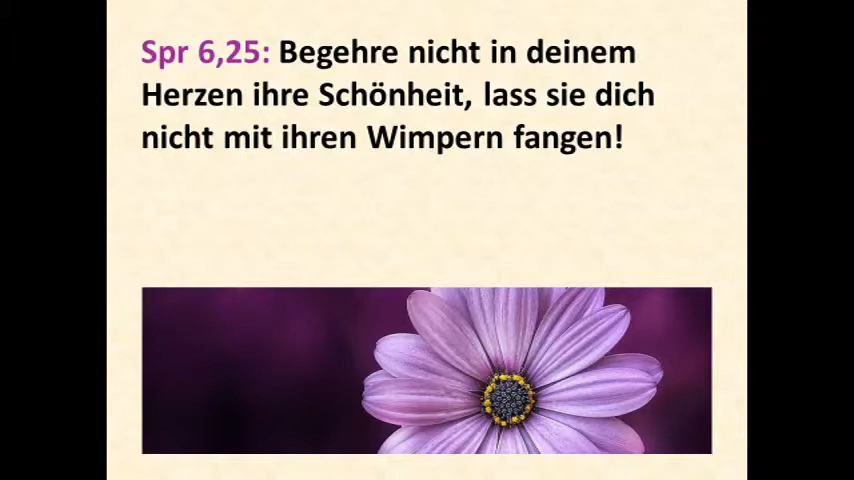 Spr 6,25: Begehre nicht in deinem
Herzen ihre Schönheit, lass sie dich
nicht mit ihren Wimpern fangen!